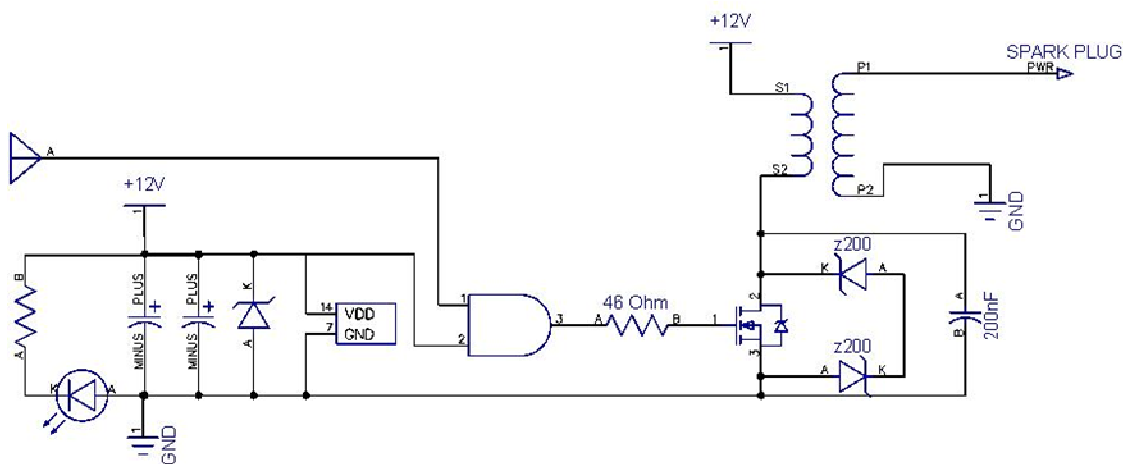 +12V
1
SPARK PLUG
P1
PWR
S1
A
S2
+12V
P2
1
GND
z200
B
PLUS
PLUS
K
K
A
A
14
VDD
1
46 Ohm
2
200nF
7
GND
3
A
B
1
2
z200
B
A
MINUS
MINUS
A
3
A
K
K
A
1
GND